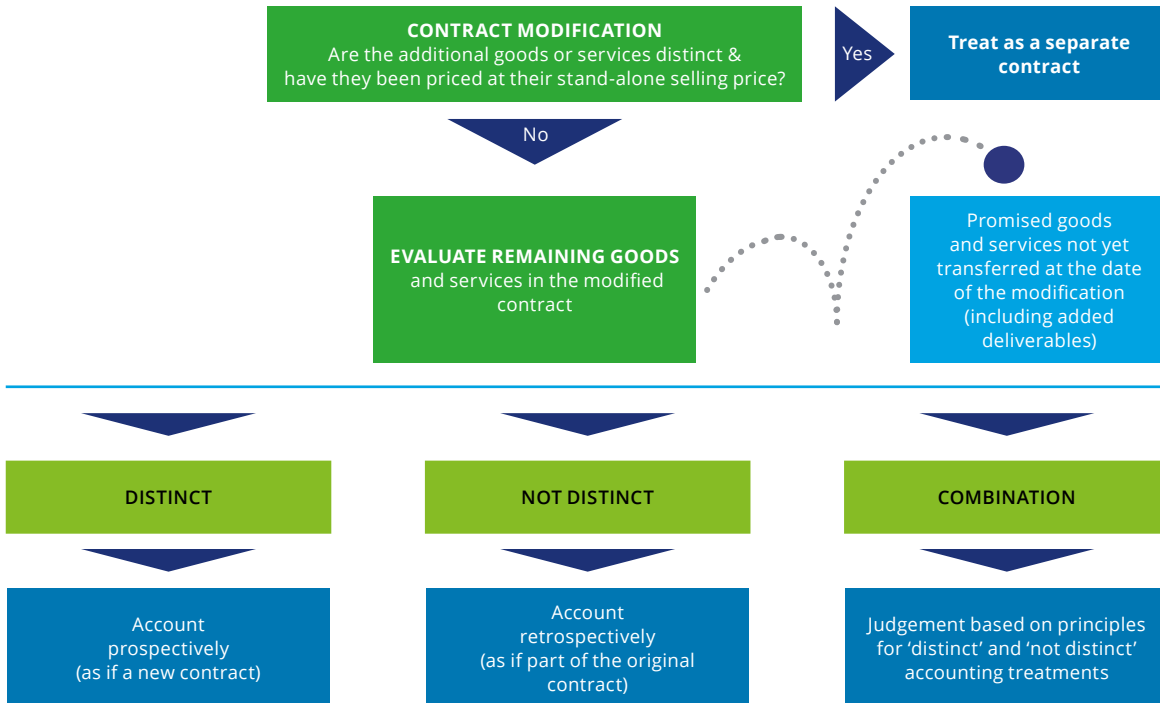 CONTRACT MODIFICATION
Are the additional goods or services distinct &
have they been priced at their stand-alone selling price?
Yes
Treat as a separate
contract
No
EVALUATE REMAINING GOODS
and services in the modified
contract
Promised goods
and services not yet
transferred at the date
of the modification
(including added
deliverables)
DISTINCT
NOT DISTINCT
COMBINATION
Account
prospectively
(as if a new contract)
Account
retrospectively
(as if part of the original
contract)
Judgement based on principles
for ‘distinct’ and ‘not distinct’
accounting treatments